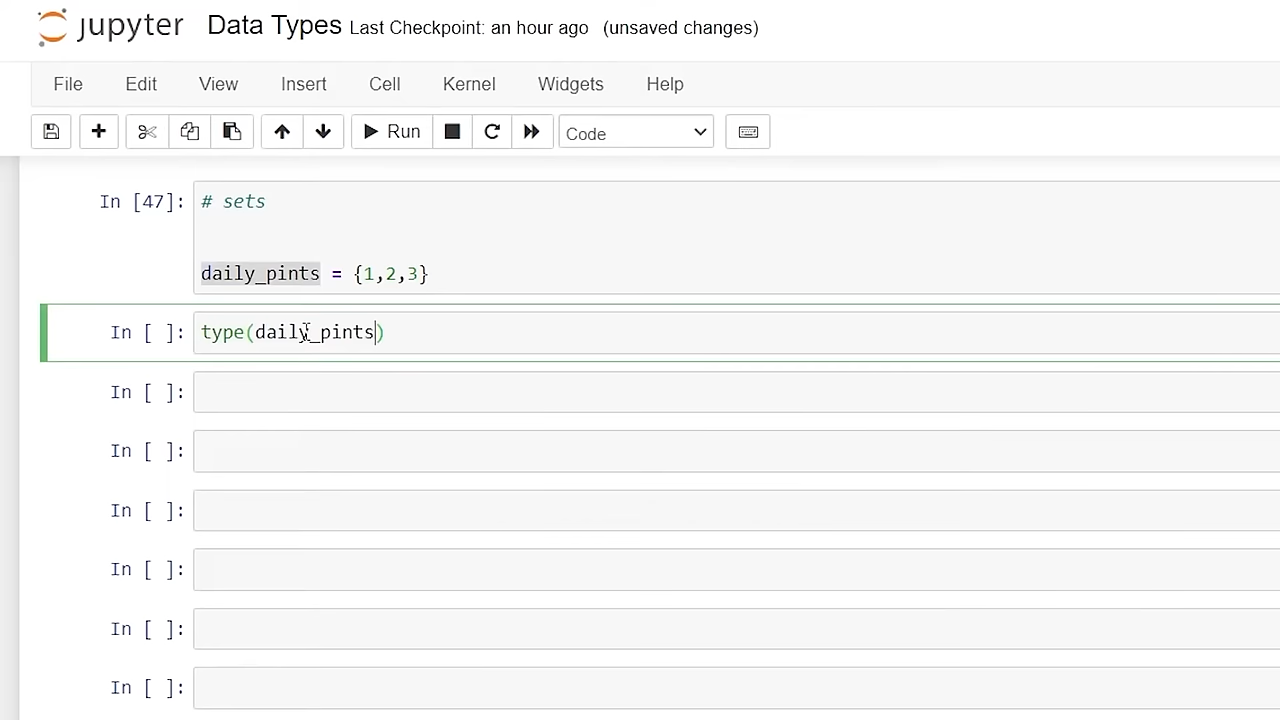 jupyter Data Types Last Checkpoint: an hour ago (unsaved changes)
File Edit View Insert Cell Kernel Widgets Help
Run Code
In [47]: # sets
daily_pints = {1,2,3}
In [ ]: type(daily_pints)
In [ ]:
In [ ]:
In [ ]:
In [ ]:
In [ ]:
In [ ]: